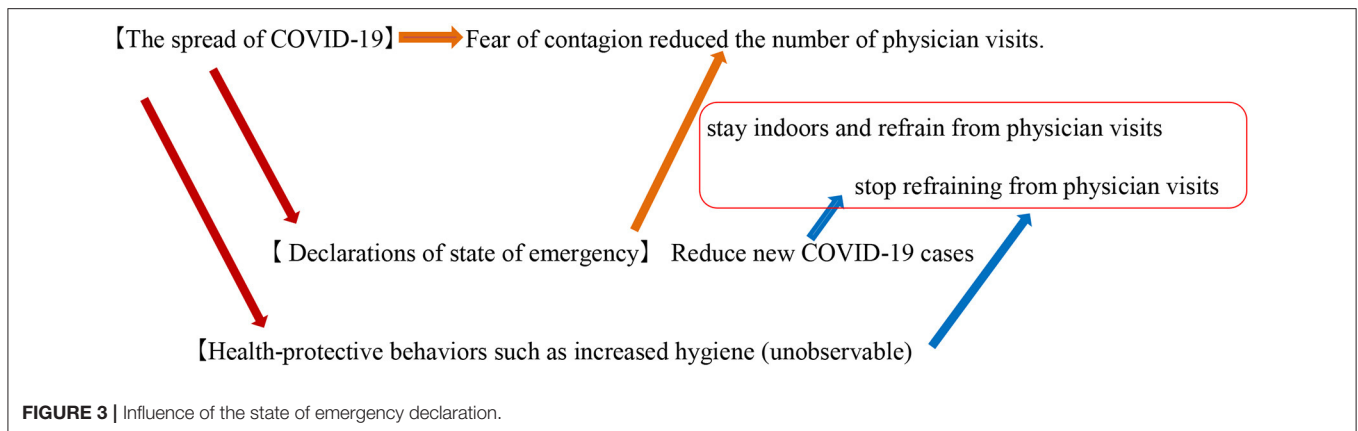 【The spread of COVID-19】 Fear of contagion reduced the number of physician visits.
stay indoors and refrain from physician visits
stop refraining from physician visits
【 Declarations of state of emergency】 Reduce new COVID-19 cases
【Health-protective behaviors such as increased hygiene (unobservable)
FIGURE 3 | Influence of the state of emergency declaration.